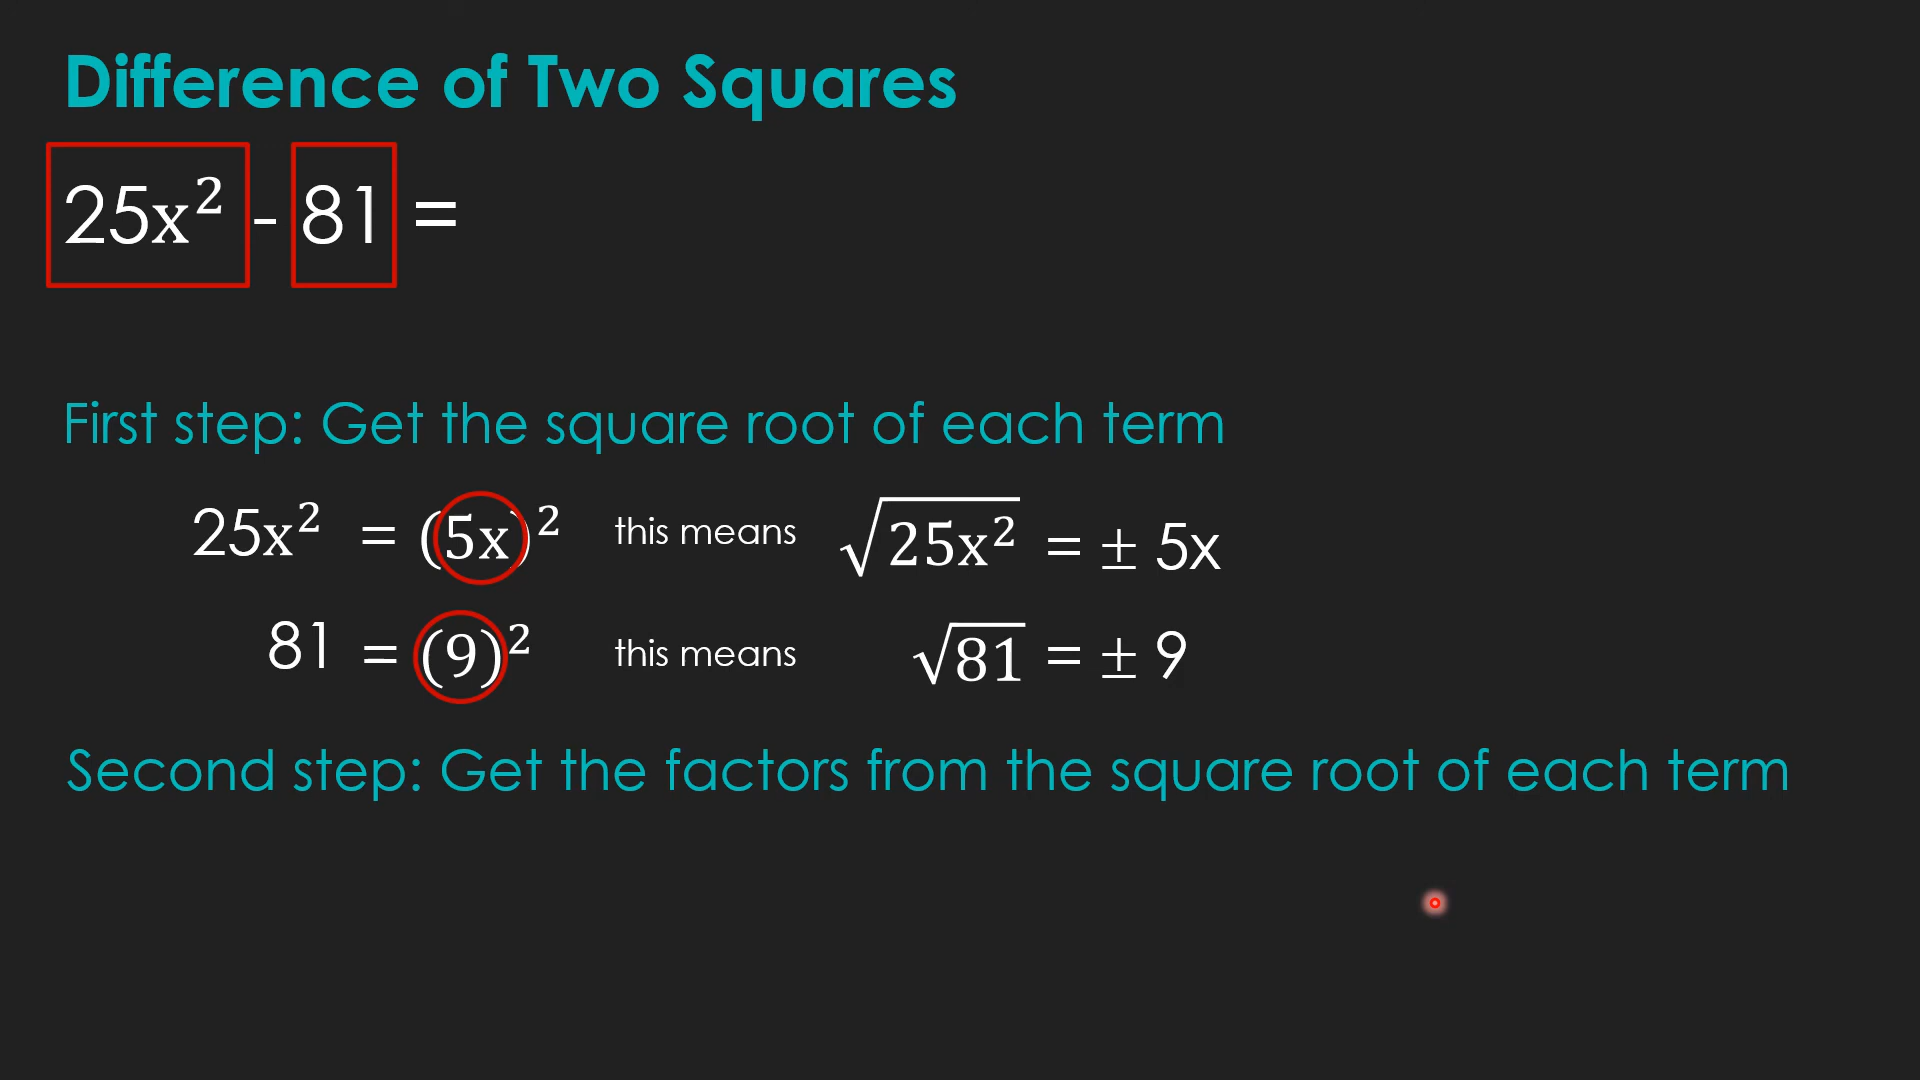 Difference of Two Squares
25x² - 81 =
First step: Get the square root of each term
25x² = (5x)² this means √25x² = ± 5x
81 = (9)² this means √81 = ± 9
Second step: Get the factors from the square root of each term